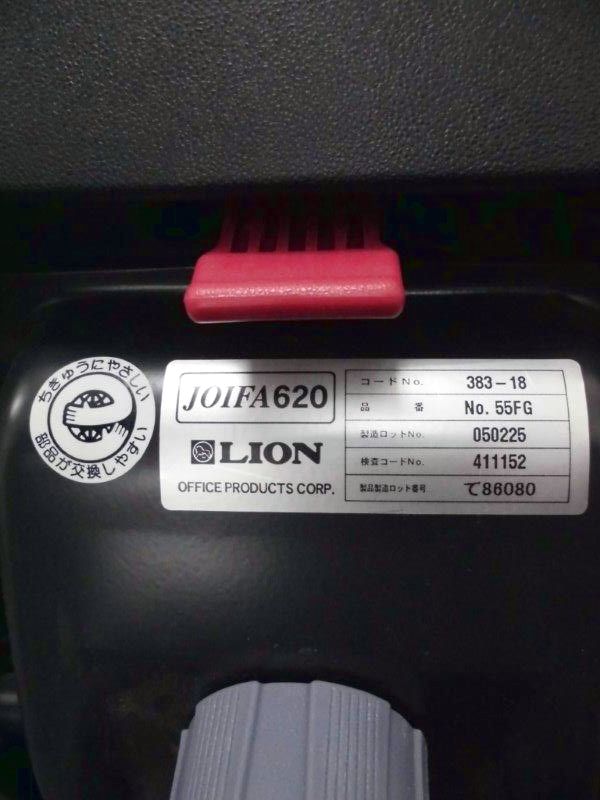 ちきゅうにやさしい
部品が交換しやすい
JOIFA620
LION
OFFICE PRODUCTS CORP.
コードNo. 383-18
品番 No. 55FG
製造ロットNo. 050225
検査コードNo. 411152
製品製造ロット番号 て86080